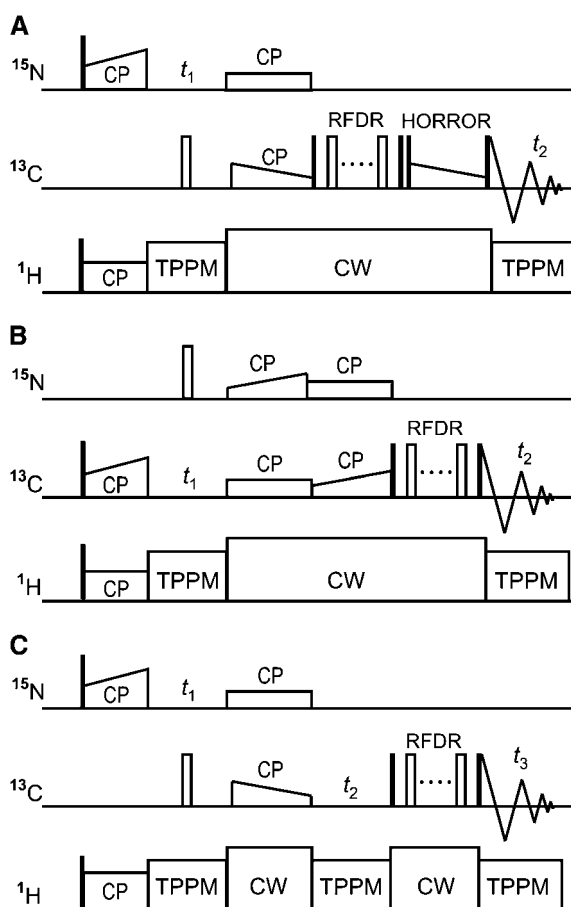 A
¹⁵N CP t₁ CP
RFDR HORROR
¹³C CP .... t₂
¹H CP TPPM CW TPPM
B
¹⁵N CP CP
RFDR
¹³C CP t₁ CP CP .... t₂
¹H CP TPPM CW TPPM
C
¹⁵N CP t₁ CP
RFDR
¹³C CP t₂ .... t₃
¹H CP TPPM CW TPPM CW TPPM